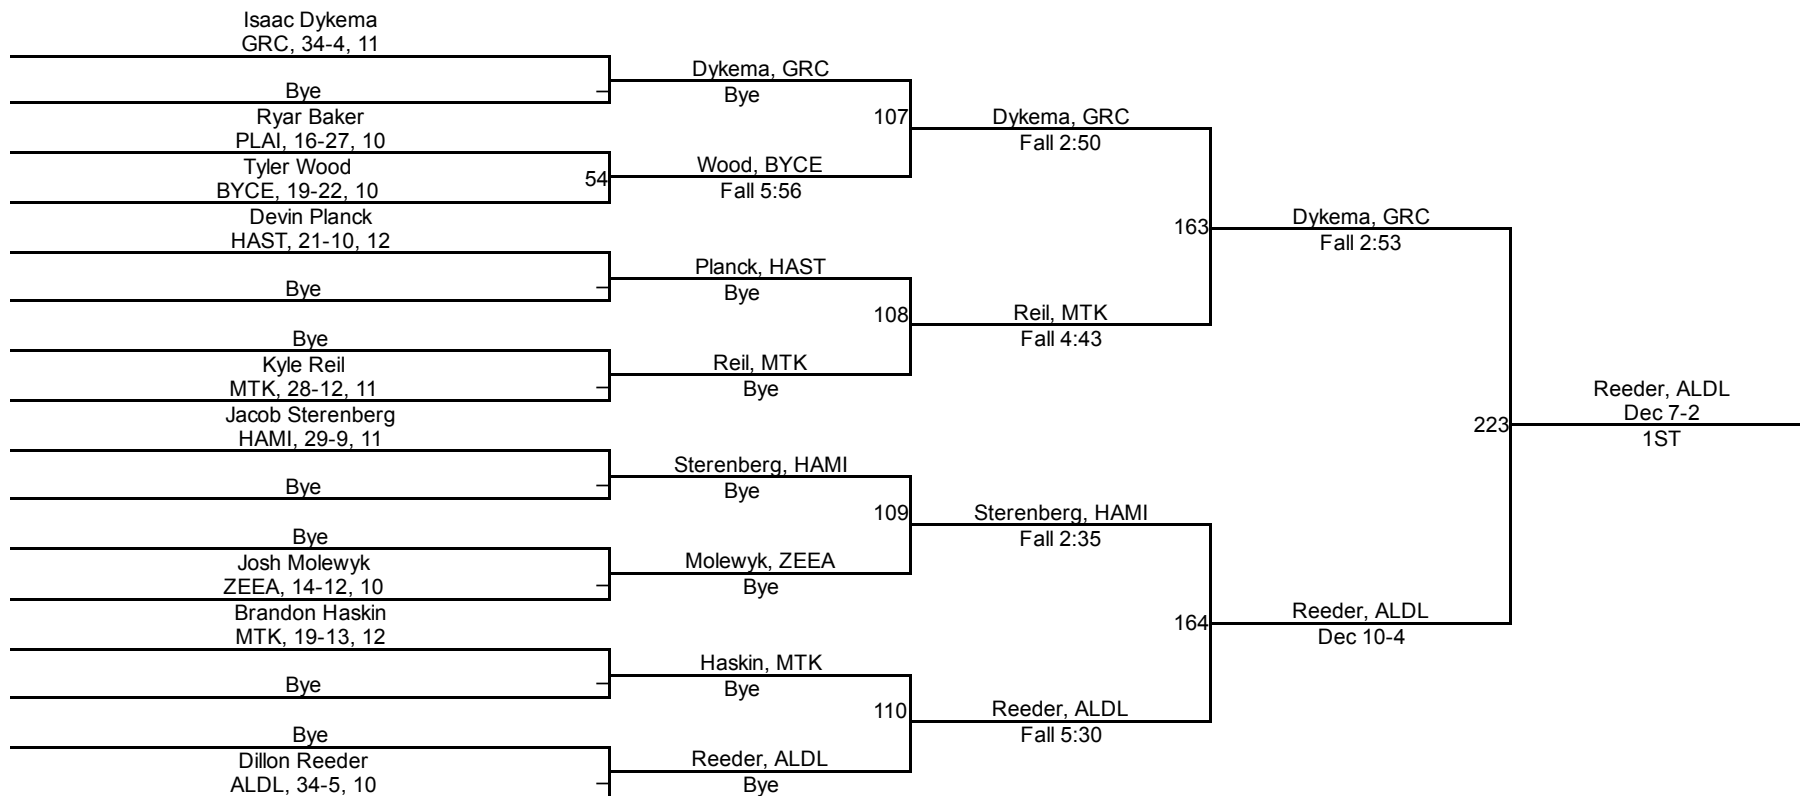 Isaac Dykema
GRC, 34-4, 11
Bye
Ryar Baker
PLAI, 16-27, 10
Tyler Wood
BYCE, 19-22, 10
54
Devin Planck
HAST, 21-10, 12
Bye
Bye
Kyle Reil
MTK, 28-12, 11
Jacob Sterenberg
HAMI, 29-9, 11
Bye
Bye
Josh Molewyk
ZEEA, 14-12, 10
Brandon Haskin
MTK, 19-13, 12
Bye
Bye
Dillon Reeder
ALDL, 34-5, 10
Dykema, GRC
Bye
107
Wood, BYCE
Fall 5:56
Planck, HAST
Bye
108
Reil, MTK
Bye
Sterenberg, HAMI
Bye
109
Molewyk, ZEEA
Bye
Haskin, MTK
Bye
110
Reeder, ALDL
Bye
Dykema, GRC
Fall 2:50
163
Reil, MTK
Fall 4:43
Sterenberg, HAMI
Fall 2:35
164
Reeder, ALDL
Fall 5:30
Dykema, GRC
Fall 2:53
223
Reeder, ALDL
Dec 10-4
Reeder, ALDL
Dec 7-2
1ST